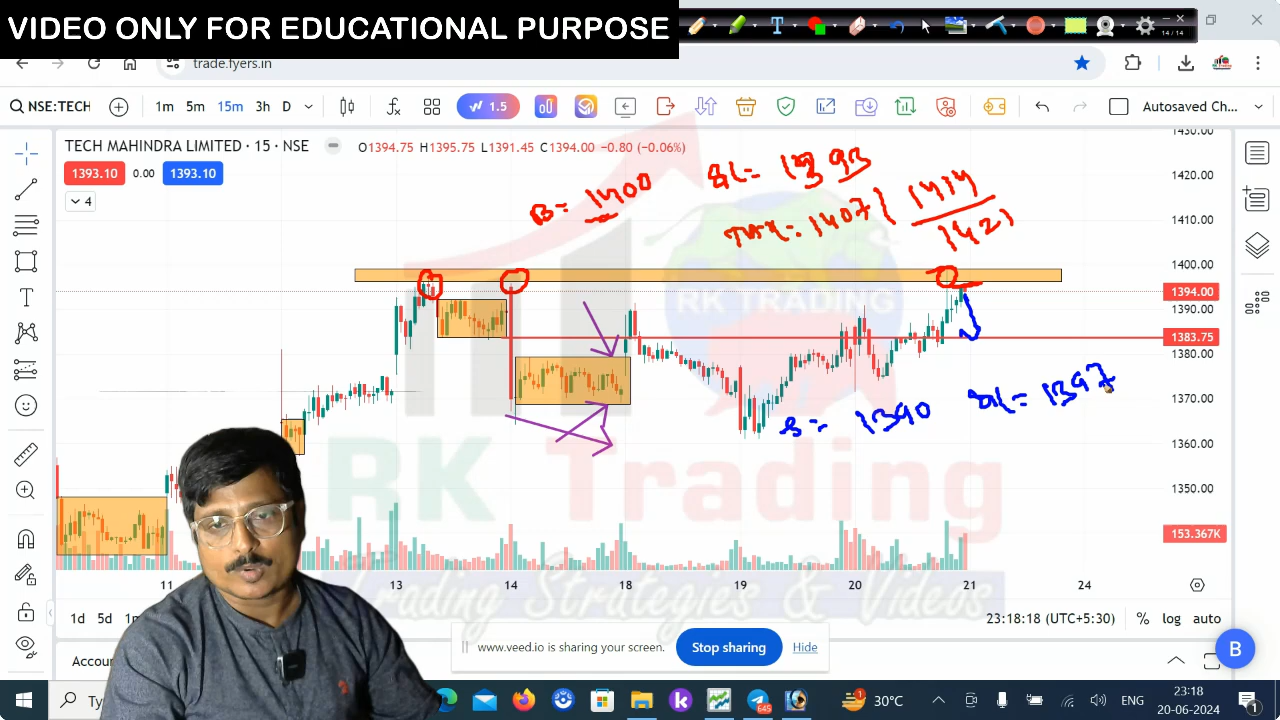 VIDEO ONLY FOR EDUCATIONAL PURPOSE
14 / 14
trade.fyers.in
NSE:TECH
1m 5m 15m 3h D
1.5
Autosaved Ch...
TECH MAHINDRA LIMITED · 15 · NSE
O1394.75 H1395.75 L1391.45 C1394.00 -0.80 (-0.06%)
1393.10 0.00 1393.10
4
B = 1400
SL = 1393
1407 | 1414
1421
S = 1390
SL = 1397
1430.00
1420.00
1410.00
1400.00
1394.00
1390.00
1383.75
1380.00
1370.00
1360.00
1350.00
153.367K
RK TRADING
RK Trading
Trading Strategies & Videos
11 13 14 18 19 20 21 24
1d 5d 1m
23:18:18 (UTC+5:30) % log auto
www.veed.io is sharing your screen. Stop sharing Hide
B
645
1
30°C
ENG
23:18
20-06-2024
1